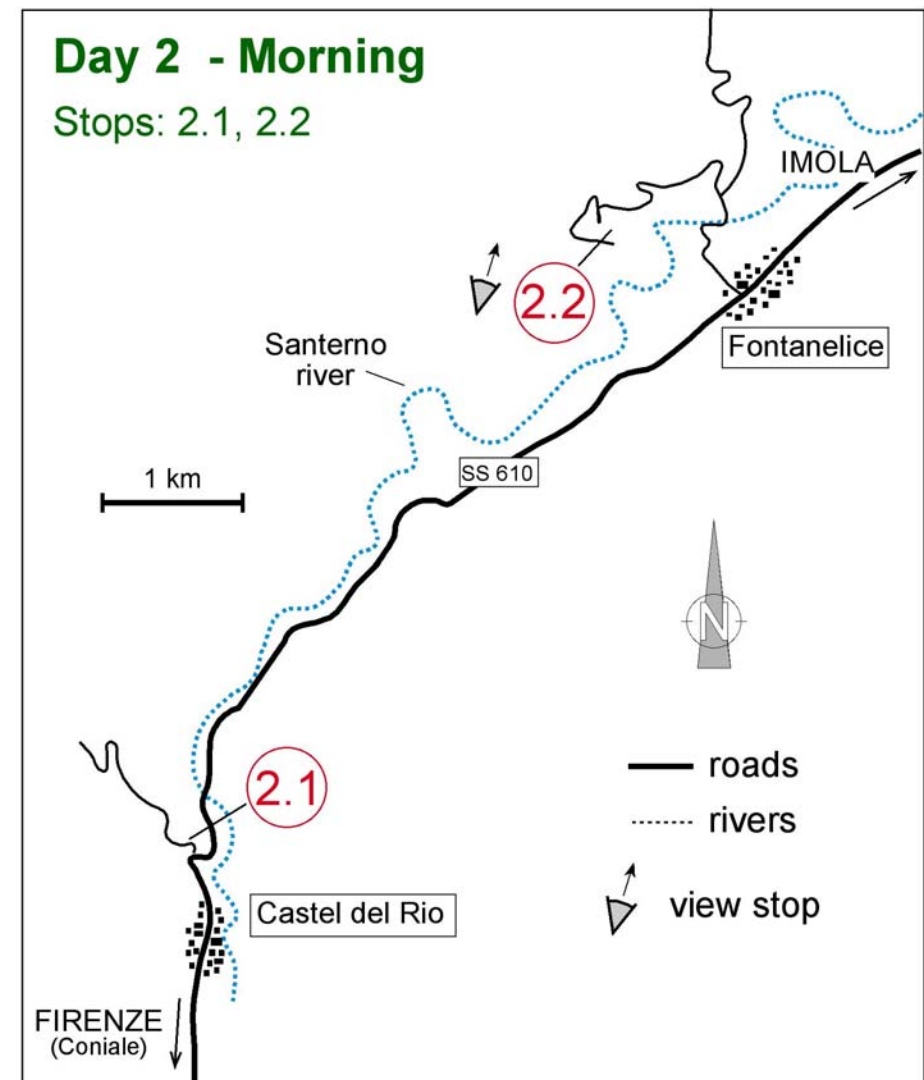 Day 2 - Morning
Stops: 2.1, 2.2
IMOLA
2.2
Fontanelice
Santerno
river
SS 610
1 km
N
2.1
roads
rivers
view stop
Castel del Rio
FIRENZE
(Coniale)